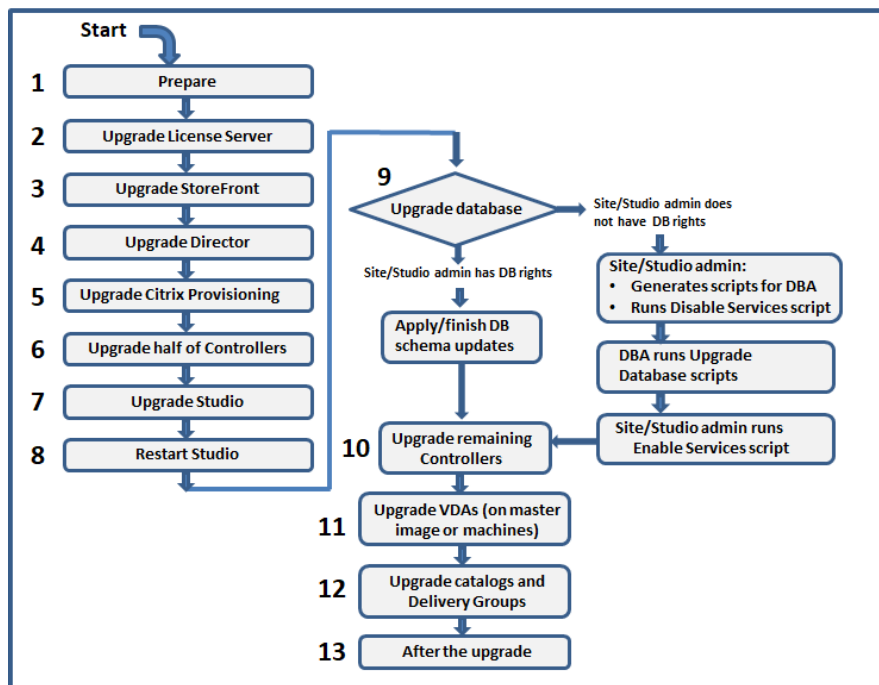 Start
1
Prepare
2
Upgrade License Server
3
Upgrade StoreFront
4
Upgrade Director
5
Upgrade Citrix Provisioning
6
Upgrade half of Controllers
7
Upgrade Studio
8
Restart Studio
9
Upgrade database
Site/Studio admin does
not have DB rights
Site/Studio admin has DB rights
Site/Studio admin:
• Generates scripts for DBA
• Runs Disable Services script
Apply/finish DB
schema updates
DBA runs Upgrade
Database scripts
Site/Studio admin runs
Enable Services script
10
Upgrade remaining
Controllers
11
Upgrade VDAs (on master
image or machines)
12
Upgrade catalogs and
Delivery Groups
13
After the upgrade